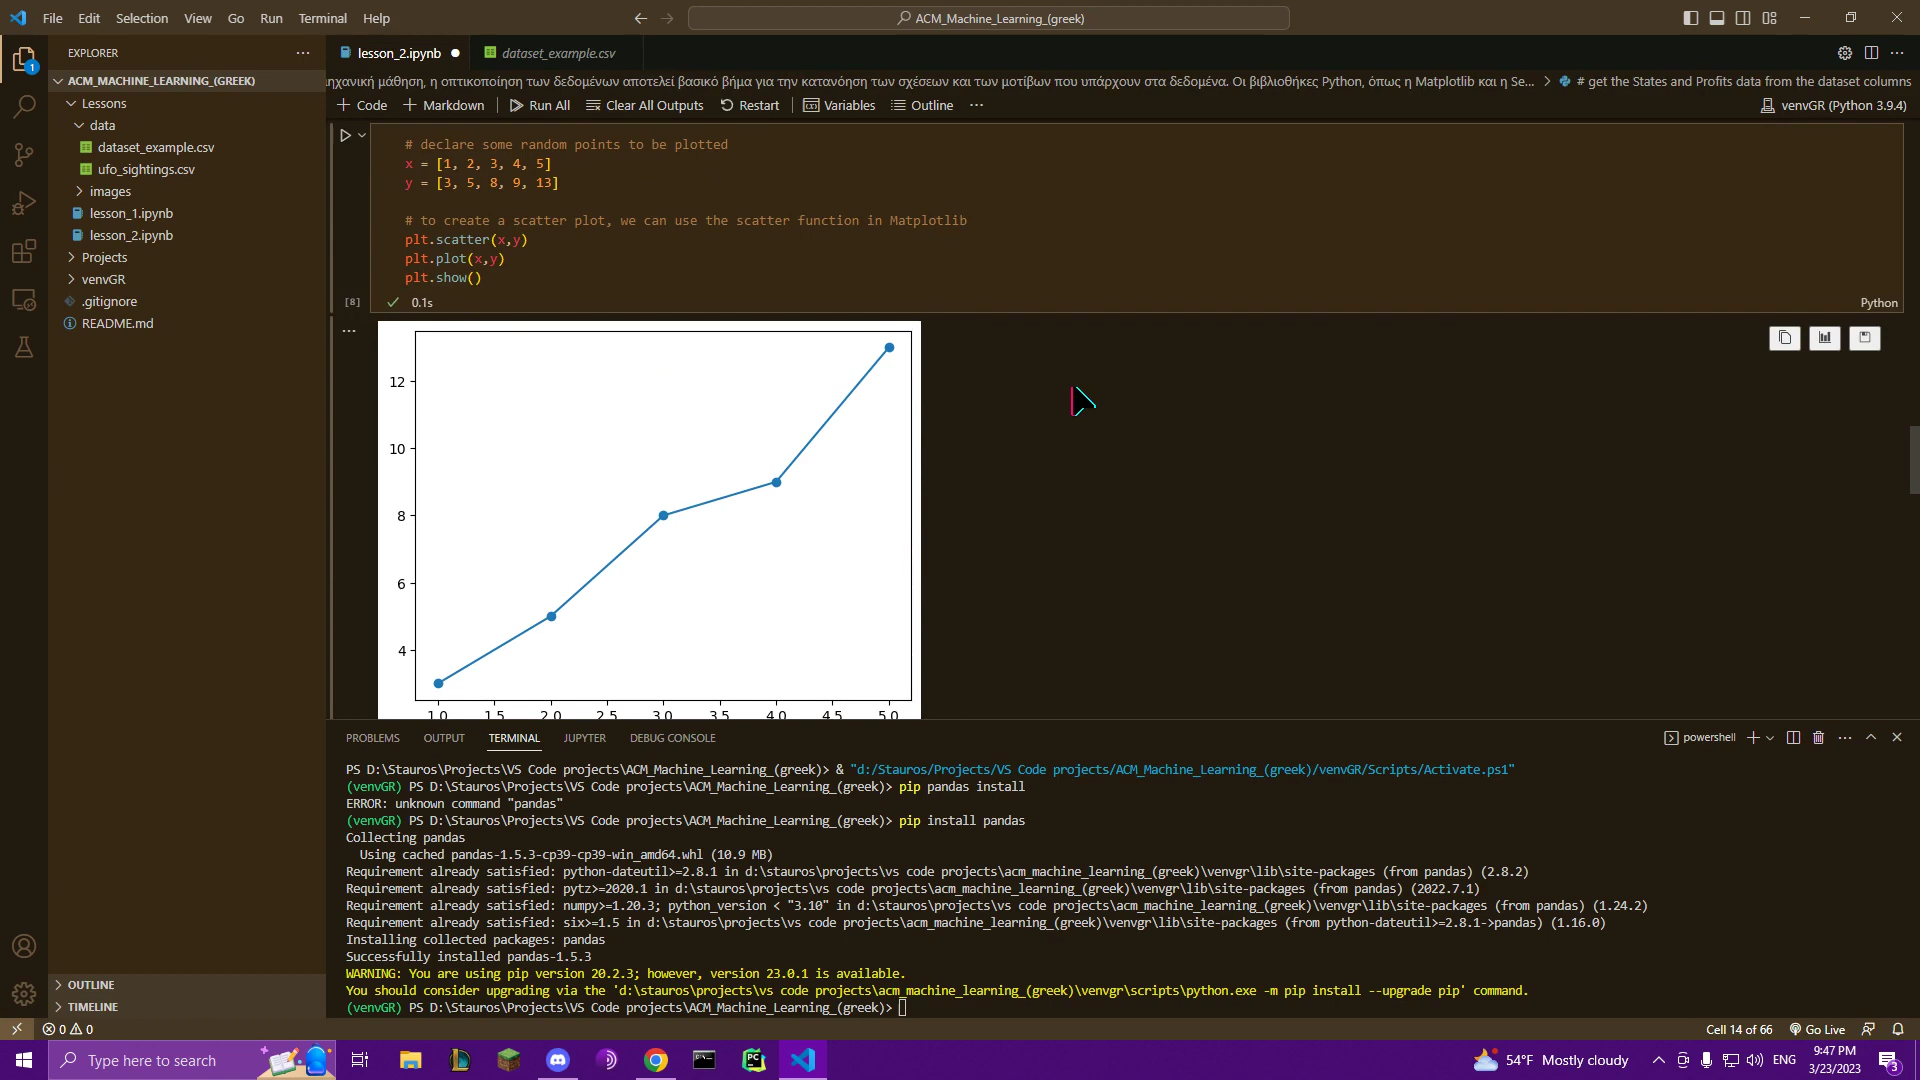 File Edit Selection View Go Run Terminal Help
ACM_Machine_Learning_(greek)
EXPLORER
lesson_2.ipynb
dataset_example.csv
ACM_MACHINE_LEARNING_(GREEK)
μηχανική μάθηση, η οπτικοποίηση των δεδομένων αποτελεί βασικό βήμα για την κατανόηση των σχέσεων και των μοτίβων που υπάρχουν στα δεδομένα. Οι βιβλιοθήκες Python, όπως η Matplotlib και η Se... > # get the States and Profits data from the dataset columns
Code Markdown Run All Clear All Outputs Restart Variables Outline ...
venvGR (Python 3.9.4)
Lessons
data
dataset_example.csv
ufo_sightings.csv
images
lesson_1.ipynb
lesson_2.ipynb
Projects
venvGR
.gitignore
README.md
OUTLINE
TIMELINE
# declare some random points to be plotted
x = [1, 2, 3, 4, 5]
y = [3, 5, 8, 9, 13]
# to create a scatter plot, we can use the scatter function in Matplotlib
plt.scatter(x,y)
plt.plot(x,y)
plt.show()
[8]
0.1s
Python
12
10
8
6
4
1.0 1.5 2.0 2.5 3.0 3.5 4.0 4.5 5.0
PROBLEMS OUTPUT TERMINAL JUPYTER DEBUG CONSOLE
powershell
PS D:\Stauros\Projects\VS Code projects\ACM_Machine_Learning_(greek)> & "d:/Stauros/Projects/VS Code projects/ACM_Machine_Learning_(greek)/venvGR/Scripts/Activate.ps1"
(venvGR) PS D:\Stauros\Projects\VS Code projects\ACM_Machine_Learning_(greek)> pip pandas install
ERROR: unknown command "pandas"
(venvGR) PS D:\Stauros\Projects\VS Code projects\ACM_Machine_Learning_(greek)> pip install pandas
Collecting pandas
Using cached pandas-1.5.3-cp39-cp39-win_amd64.whl (10.9 MB)
Requirement already satisfied: python-dateutil>=2.8.1 in d:\stauros\projects\vs code projects\acm_machine_learning_(greek)\venvgr\lib\site-packages (from pandas) (2.8.2)
Requirement already satisfied: pytz>=2020.1 in d:\stauros\projects\vs code projects\acm_machine_learning_(greek)\venvgr\lib\site-packages (from pandas) (2022.7.1)
Requirement already satisfied: numpy>=1.20.3; python_version < "3.10" in d:\stauros\projects\vs code projects\acm_machine_learning_(greek)\venvgr\lib\site-packages (from pandas) (1.24.2)
Requirement already satisfied: six>=1.5 in d:\stauros\projects\vs code projects\acm_machine_learning_(greek)\venvgr\lib\site-packages (from python-dateutil>=2.8.1->pandas) (1.16.0)
Installing collected packages: pandas
Successfully installed pandas-1.5.3
WARNING: You are using pip version 20.2.3; however, version 23.0.1 is available.
You should consider upgrading via the 'd:\stauros\projects\vs code projects\acm_machine_learning_(greek)\venvgr\scripts\python.exe -m pip install --upgrade pip' command.
(venvGR) PS D:\Stauros\Projects\VS Code projects\ACM_Machine_Learning_(greek)>
0 0
Cell 14 of 66
Go Live
Type here to search
54°F Mostly cloudy
ENG
9:47 PM
3/23/2023
3